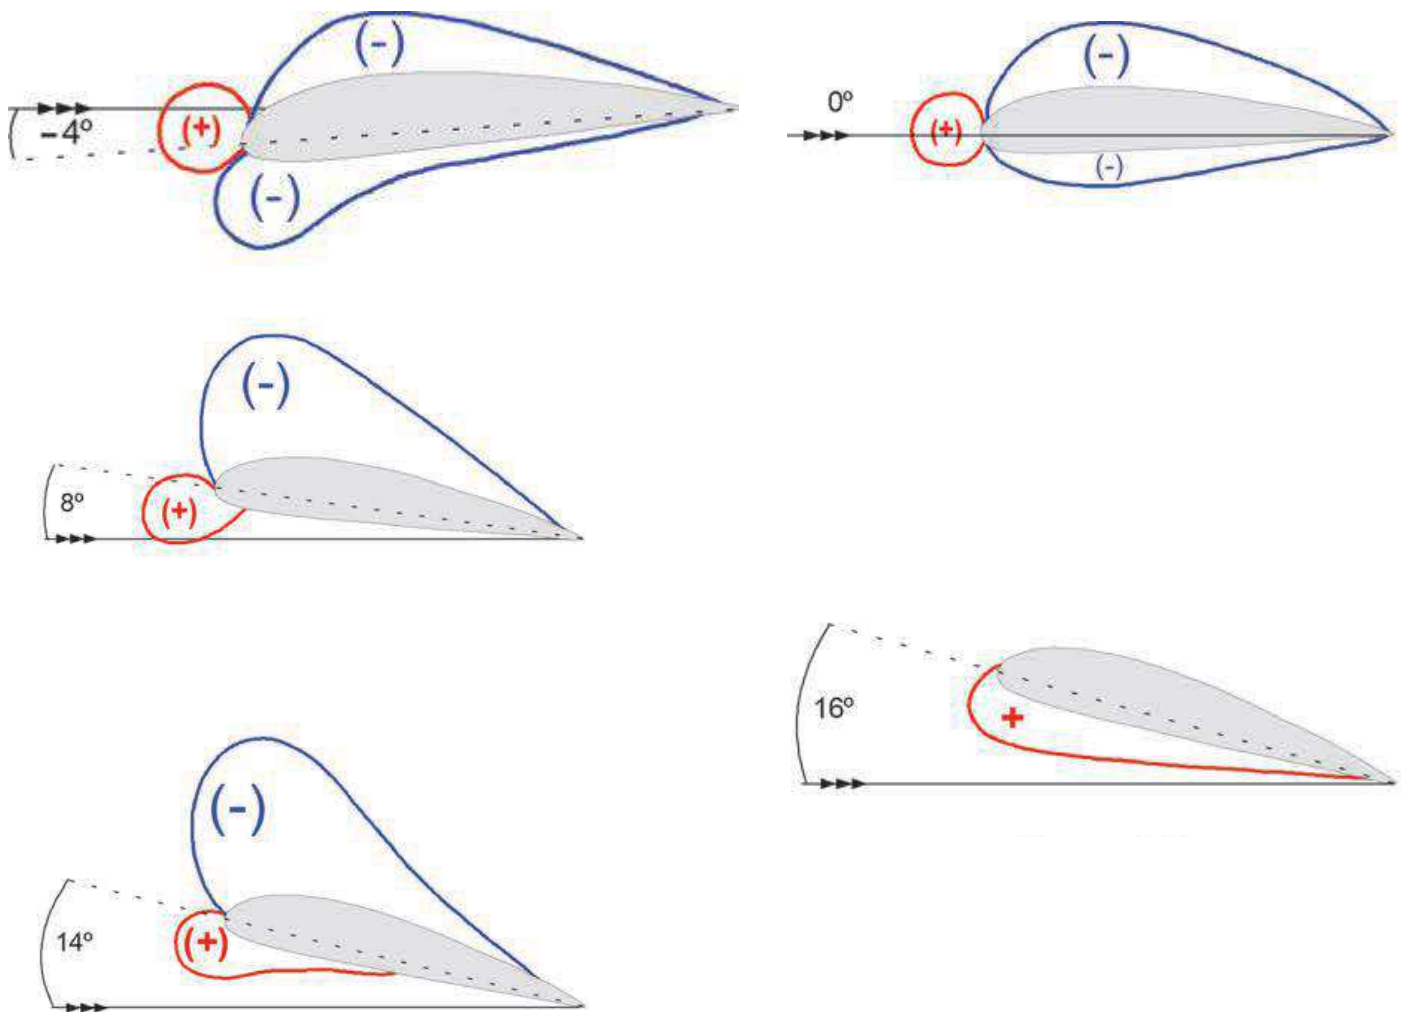 (-)
(+)
-4º
(-)
0º
(-)
(+)
(-)
(-)
8º
(+)
16º
+
(-)
14º
(+)